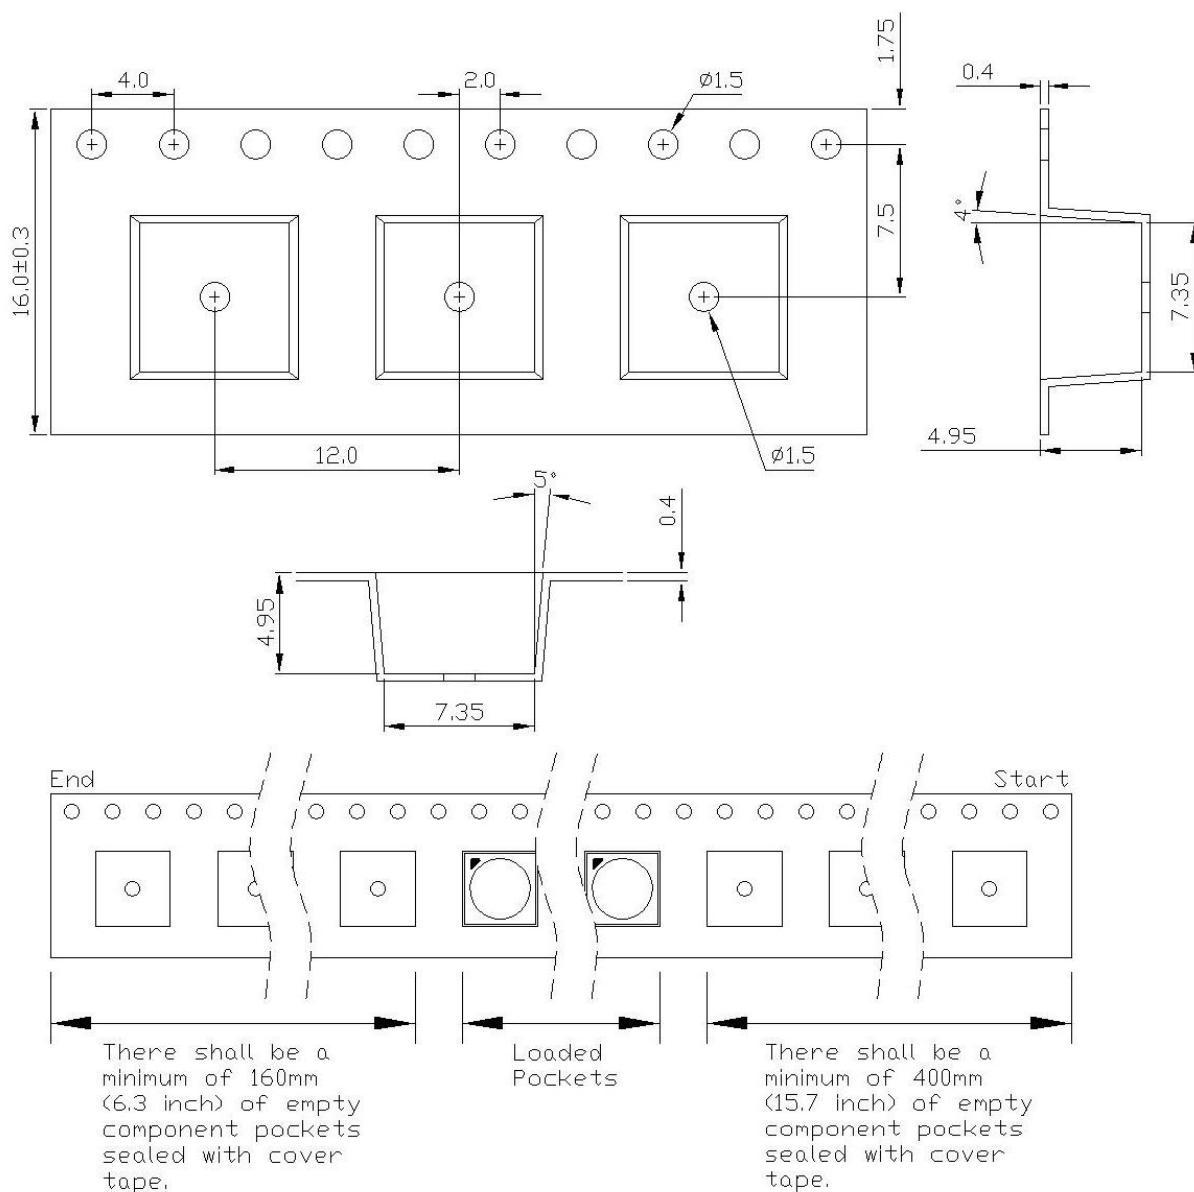 4.0
2.0
ø1.5
1.75
0.4
16.0±0.3
7.5
4°
7.35
12.0
ø1.5
4.95
5°
0.4
4.95
7.35
End
Start
There shall be a
minimum of 160mm
(6.3 inch) of empty
component pockets
sealed with cover
tape.
Loaded
Pockets
There shall be a
minimum of 400mm
(15.7 inch) of empty
component pockets
sealed with cover
tape.